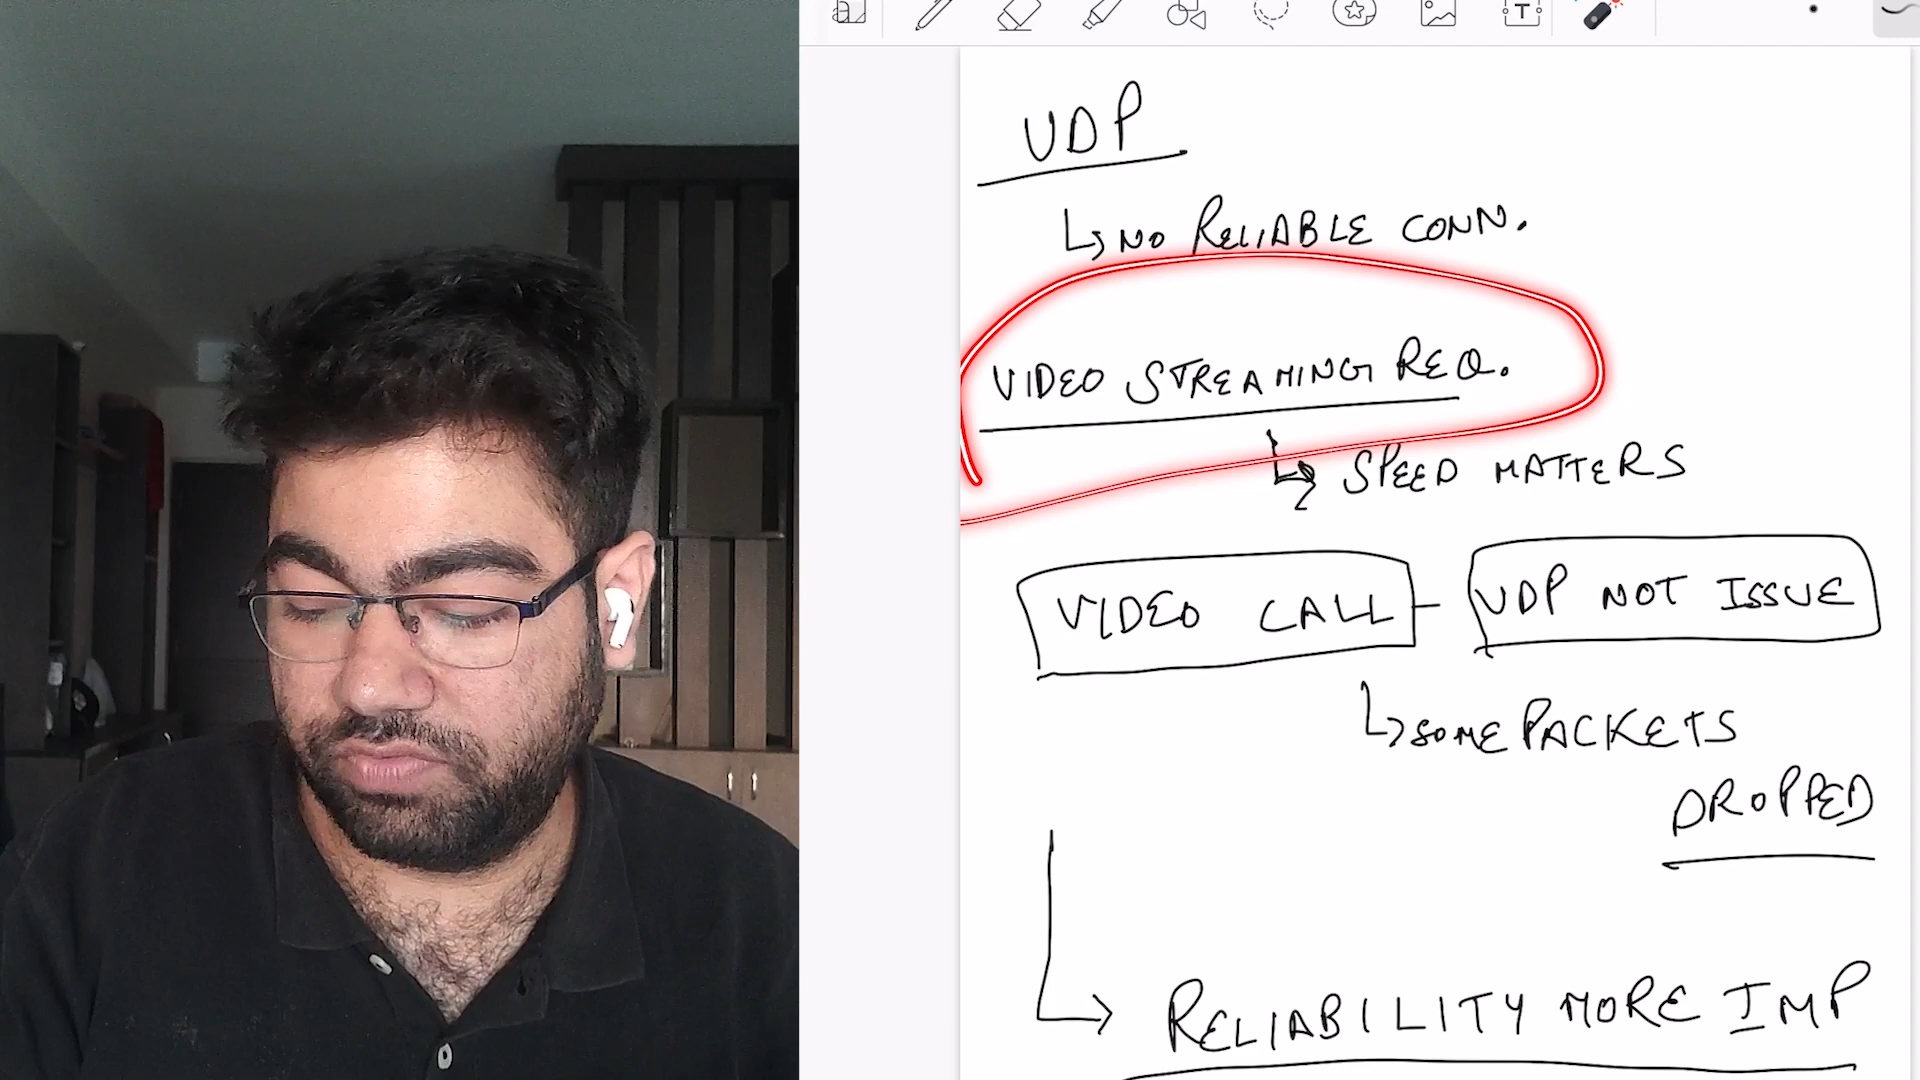 UDP
↳ NO RELIABLE CONN.
VIDEO STREAMING REQ.
↳ SPEED MATTERS
VIDEO CALL - UDP NOT ISSUE
↳ SOME PACKETS
DROPPED
→ RELIABILITY MORE IMP